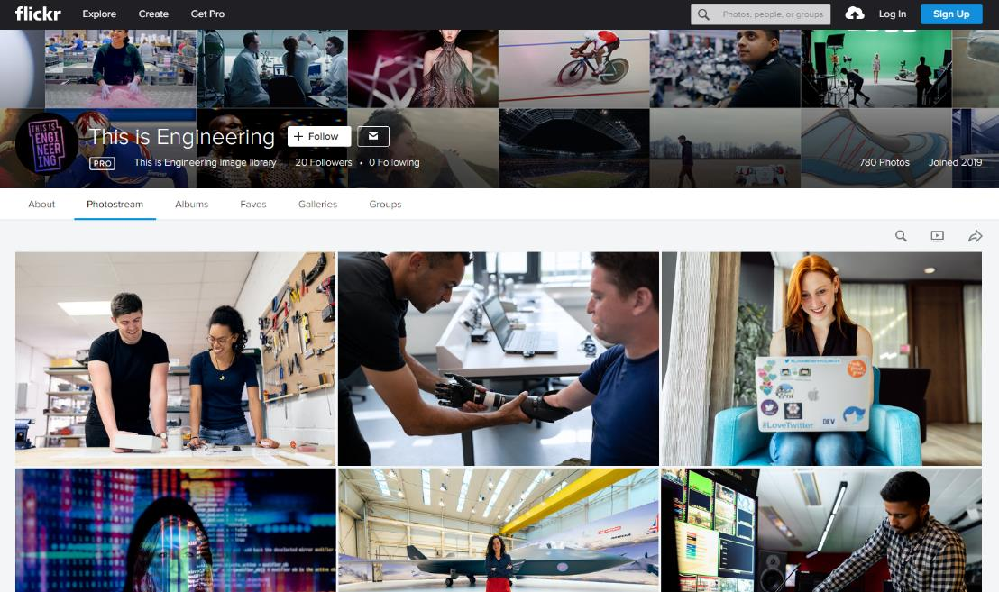 flickr Explore Create Get Pro Photos, people, or groups Log In Sign Up
THIS IS
ENGI
NEER
ING
This is Engineering + Follow
PRO This is Engineering image library 20 Followers • 0 Following 780 Photos Joined 2019
About Photostream Albums Faves Galleries Groups
#LoveWhereYouWork
#LoveTwitter DEV